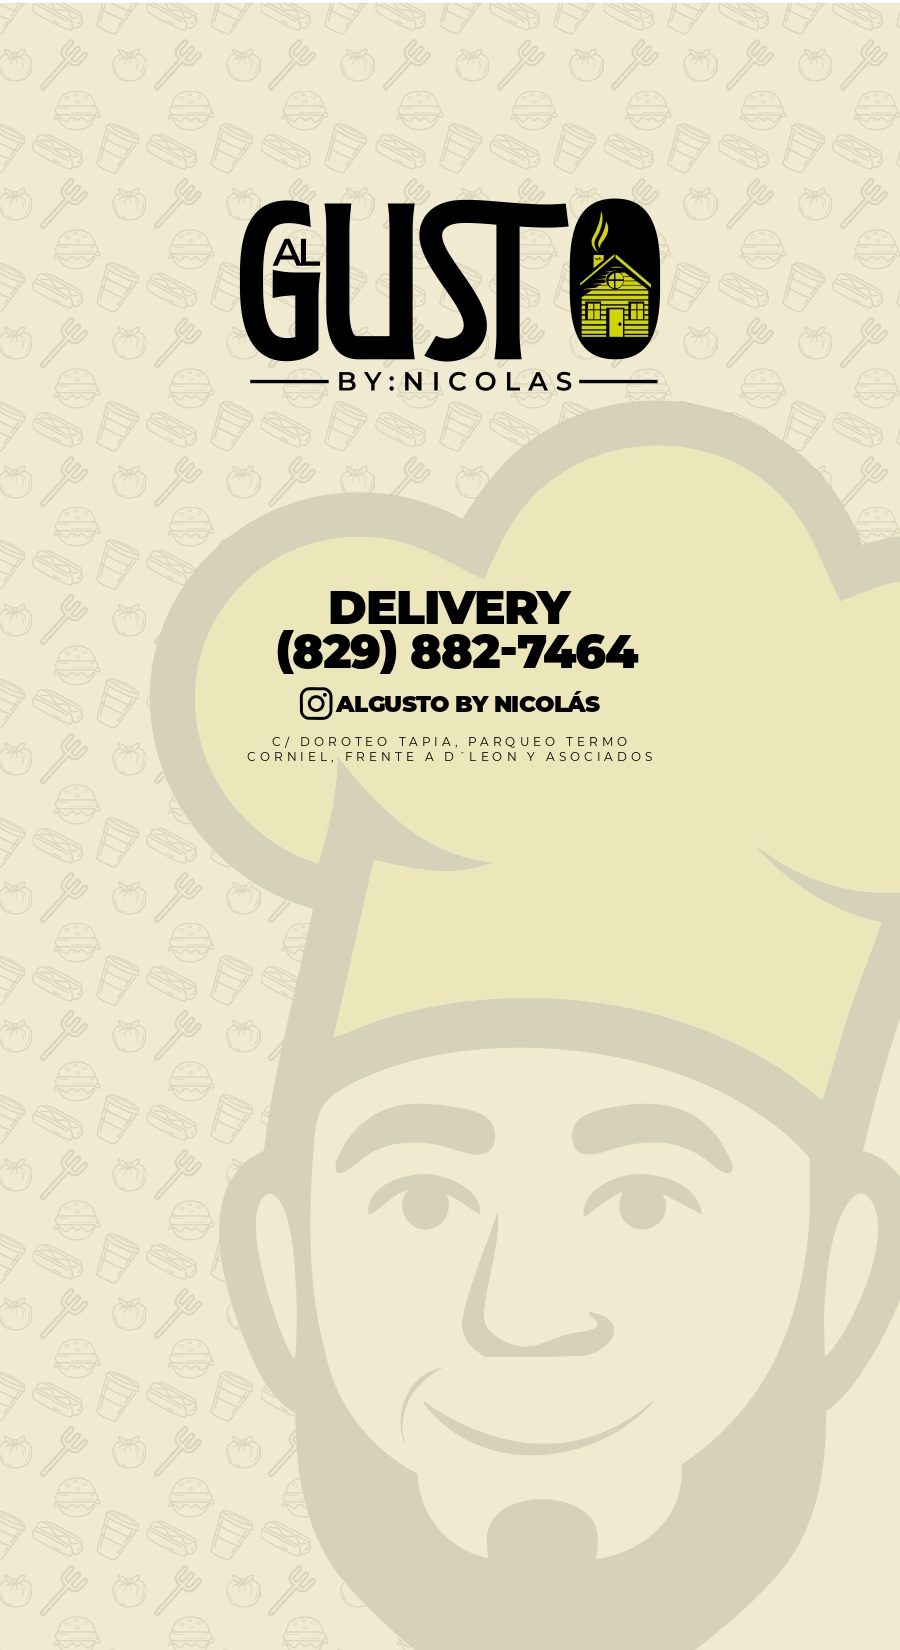 AL GUSTO
BY:NICOLAS
DELIVERY
(829) 882-7464
ALGUSTO BY NICOLÁS
C/ DOROTEO TAPIA, PARQUEO TERMO
CORNIEL, FRENTE A D´LEON Y ASOCIADOS